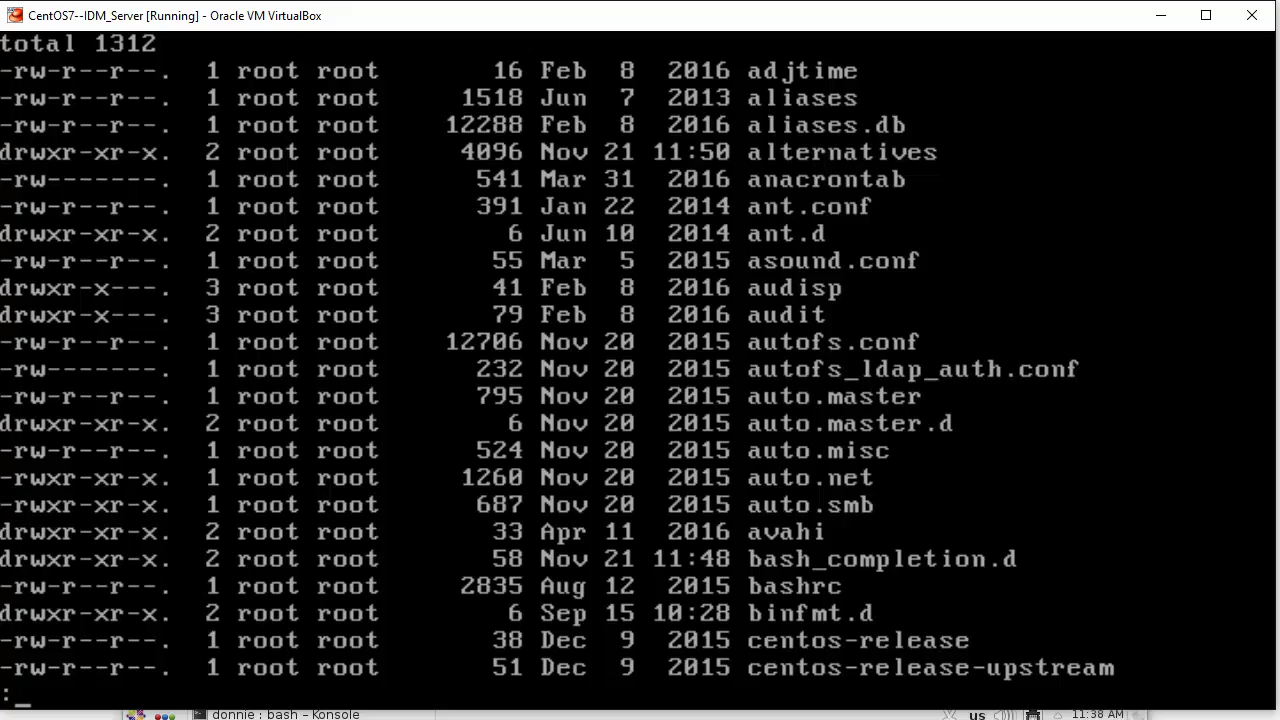 CentOS7--IDM_Server [Running] - Oracle VM VirtualBox
total 1312
-rw-r--r--. 1 root root 16 Feb 8 2016 adjtime
-rw-r--r--. 1 root root 1518 Jun 7 2013 aliases
-rw-r--r--. 1 root root 12288 Feb 8 2016 aliases.db
drwxr-xr-x. 2 root root 4096 Nov 21 11:50 alternatives
-rw-------. 1 root root 541 Mar 31 2016 anacrontab
-rw-r--r--. 1 root root 391 Jan 22 2014 ant.conf
drwxr-xr-x. 2 root root 6 Jun 10 2014 ant.d
-rw-r--r--. 1 root root 55 Mar 5 2015 asound.conf
drwxr-x---. 3 root root 41 Feb 8 2016 audisp
drwxr-x---. 3 root root 79 Feb 8 2016 audit
-rw-r--r--. 1 root root 12706 Nov 20 2015 autofs.conf
-rw-------. 1 root root 232 Nov 20 2015 autofs_ldap_auth.conf
-rw-r--r--. 1 root root 795 Nov 20 2015 auto.master
drwxr-xr-x. 2 root root 6 Nov 20 2015 auto.master.d
-rw-r--r--. 1 root root 524 Nov 20 2015 auto.misc
-rwxr-xr-x. 1 root root 1260 Nov 20 2015 auto.net
-rwxr-xr-x. 1 root root 687 Nov 20 2015 auto.smb
drwxr-xr-x. 2 root root 33 Apr 11 2016 avahi
drwxr-xr-x. 2 root root 58 Nov 21 11:48 bash_completion.d
-rw-r--r--. 1 root root 2835 Aug 12 2015 bashrc
drwxr-xr-x. 2 root root 6 Sep 15 10:28 binfmt.d
-rw-r--r--. 1 root root 38 Dec 9 2015 centos-release
-rw-r--r--. 1 root root 51 Dec 9 2015 centos-release-upstream
:_
donnie : bash – Konsole us 11:38 AM